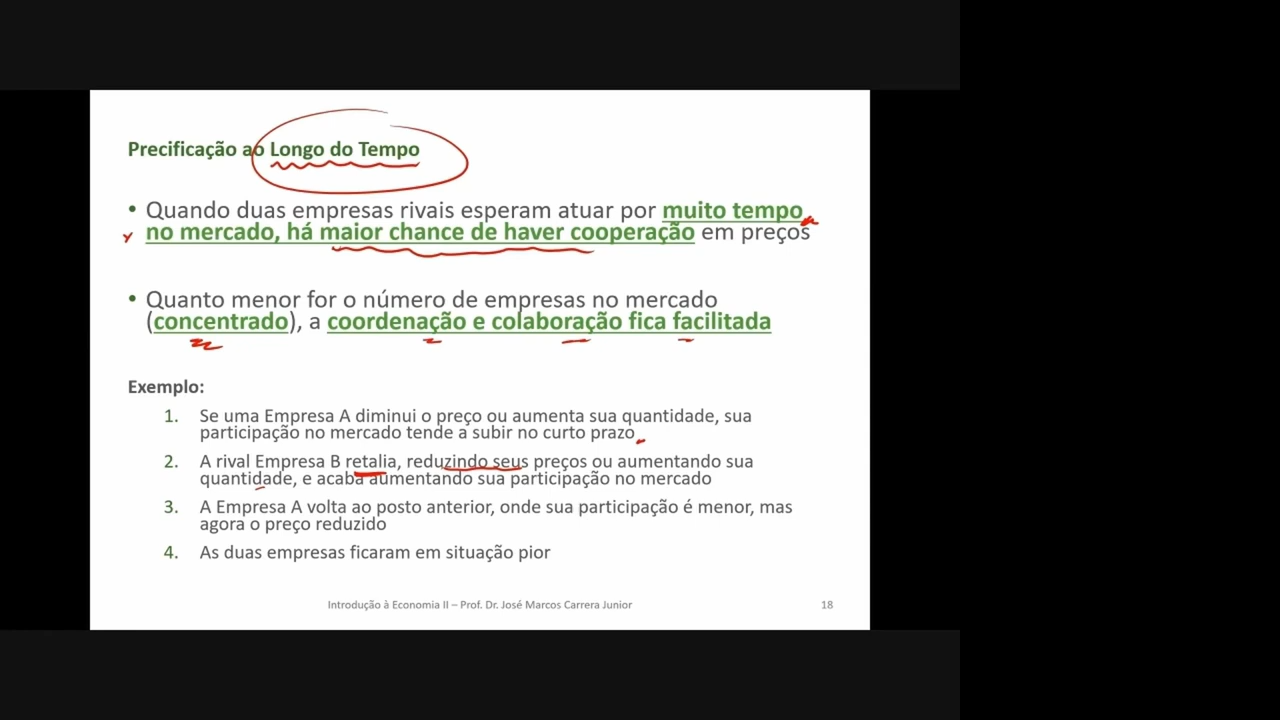 Precificação ao Longo do Tempo
• Quando duas empresas rivais esperam atuar por muito tempo
no mercado, há maior chance de haver cooperação em preços
• Quanto menor for o número de empresas no mercado
(concentrado), a coordenação e colaboração fica facilitada
Exemplo:
1. Se uma Empresa A diminui o preço ou aumenta sua quantidade, sua
participação no mercado tende a subir no curto prazo
2. A rival Empresa B retalia, reduzindo seus preços ou aumentando sua
quantidade, e acaba aumentando sua participação no mercado
3. A Empresa A volta ao posto anterior, onde sua participação é menor, mas
agora o preço reduzido
4. As duas empresas ficaram em situação pior
Introdução à Economia II – Prof. Dr. José Marcos Carrera Junior
18